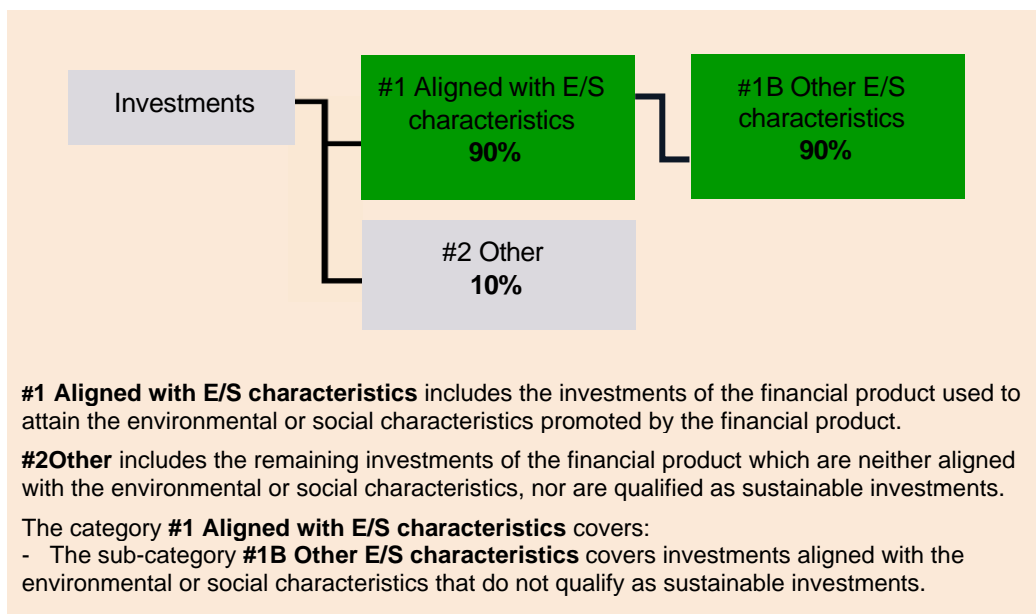 Investments
#1 Aligned with E/S
characteristics
90%
#1B Other E/S
characteristics
90%
#2 Other
10%
#1 Aligned with E/S characteristics includes the investments of the financial product used to
attain the environmental or social characteristics promoted by the financial product.
#2Other includes the remaining investments of the financial product which are neither aligned
with the environmental or social characteristics, nor are qualified as sustainable investments.
The category #1 Aligned with E/S characteristics covers:
- The sub-category #1B Other E/S characteristics covers investments aligned with the
environmental or social characteristics that do not qualify as sustainable investments.